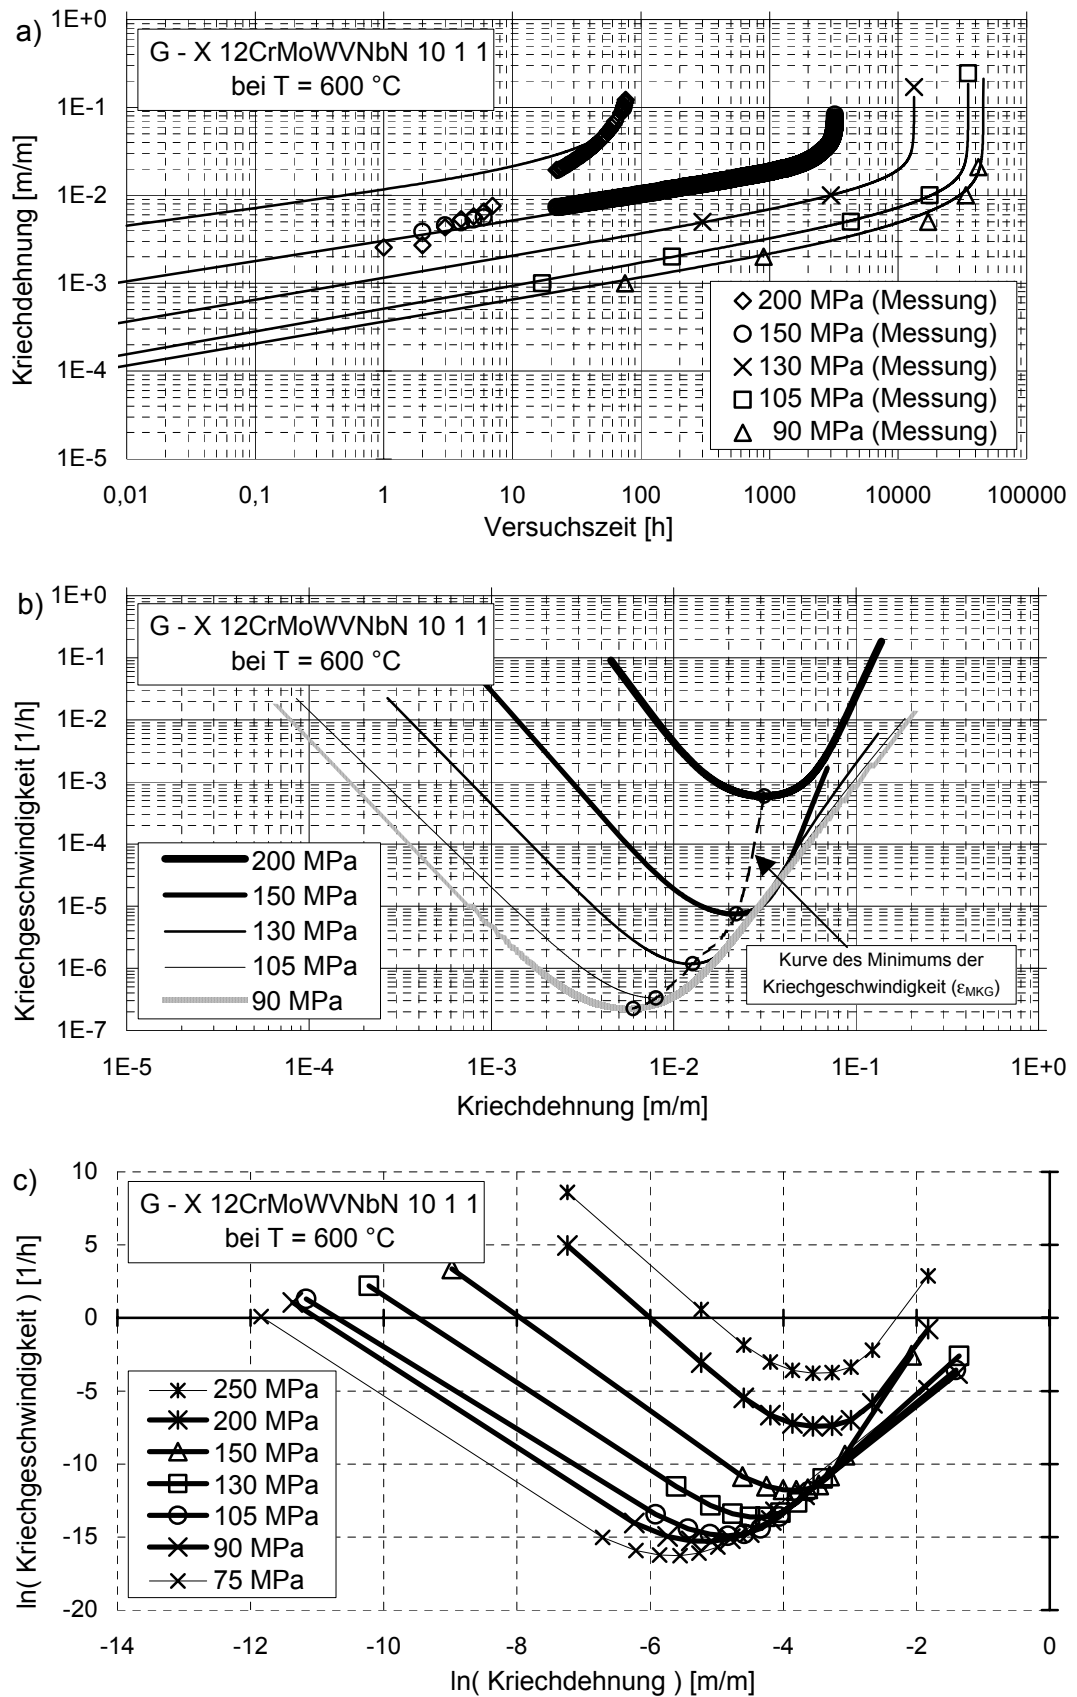 a)
1E+0
1E-1
1E-2
1E-3
1E-4
1E-5
Kriechdehnung [m/m]
G - X 12CrMoWVNbN 10 1 1
bei T = 600 °C
200 MPa (Messung)
150 MPa (Messung)
130 MPa (Messung)
105 MPa (Messung)
90 MPa (Messung)
0,01 0,1 1 10 100 1000 10000 100000
Versuchszeit [h]
b)
1E+0
1E-1
1E-2
1E-3
1E-4
1E-5
1E-6
1E-7
Kriechgeschwindigkeit [1/h]
G - X 12CrMoWVNbN 10 1 1
bei T = 600 °C
200 MPa
150 MPa
130 MPa
105 MPa
90 MPa
Kurve des Minimums der
Kriechgeschwindigkeit (εMKG)
1E-5 1E-4 1E-3 1E-2 1E-1 1E+0
Kriechdehnung [m/m]
c)
10
5
0
-5
-10
-15
-20
ln( Kriechgeschwindigkeit ) [1/h]
G - X 12CrMoWVNbN 10 1 1
bei T = 600 °C
250 MPa
200 MPa
150 MPa
130 MPa
105 MPa
90 MPa
75 MPa
-14 -12 -10 -8 -6 -4 -2 0
ln( Kriechdehnung ) [m/m]